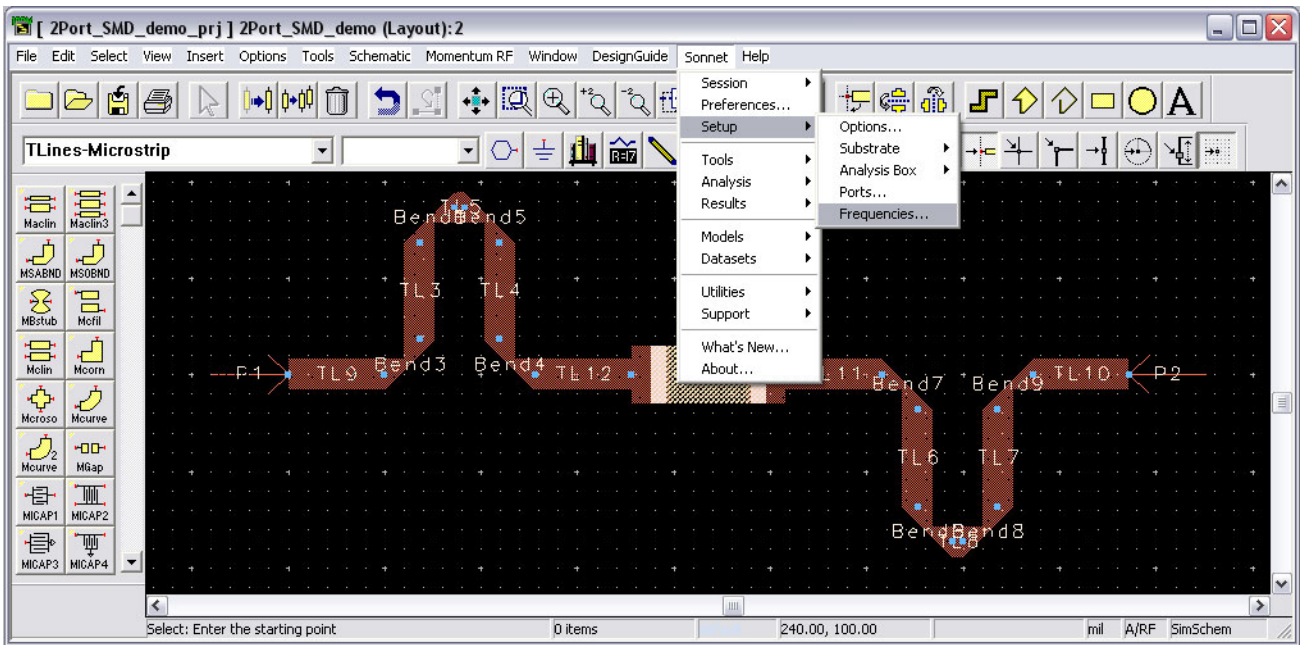 [ 2Port_SMD_demo_prj ] 2Port_SMD_demo (Layout):2
File Edit Select View Insert Options Tools Schematic Momentum RF Window DesignGuide Sonnet Help
Session
Preferences...
Setup
Tools
Analysis
Results
Models
Datasets
Utilities
Support
What's New...
About...
Options...
Substrate
Analysis Box
Ports...
Frequencies...
TLines-Microstrip
Maclin Maclin3
MSABND MSOBND
MBstub Mcfil
Mclin Mcorn
Mcroso Mcurve
Mcurve MGap
MICAP1 MICAP2
MICAP3 MICAP4
Bend5
TL3 TL4
P1 TL9 Bend3 Bend4 TL12 Bend7 Bend9 TL10 P2
TL6 TL7
Bend8
Select: Enter the starting point 0 items 240.00, 100.00 mil A/RF SimSchem